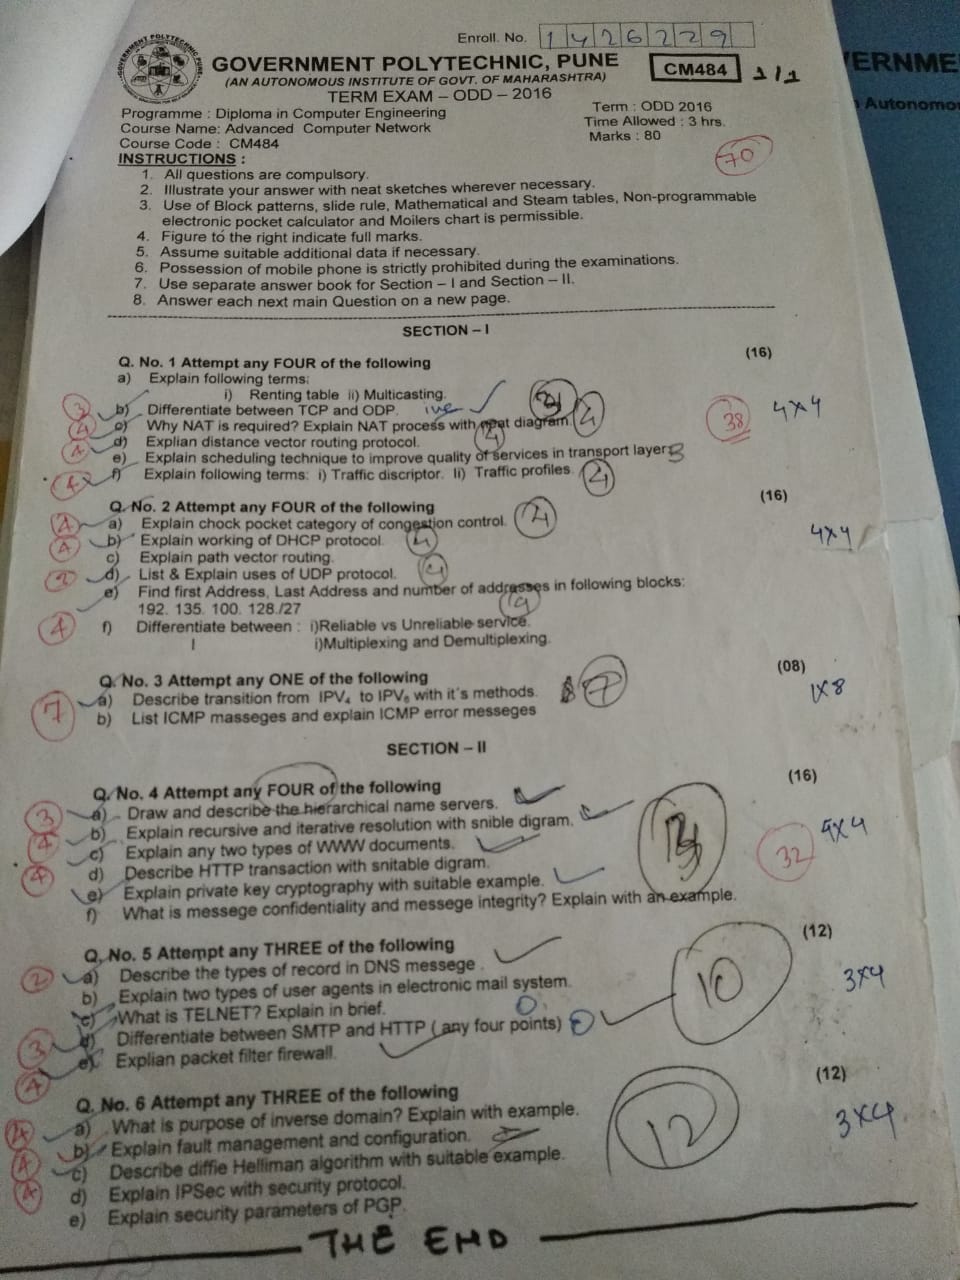 Enroll. No. 1 4 2 6 2 2 9
GOVERNMENT POLYTECHNIC, PUNE
(AN AUTONOMOUS INSTITUTE OF GOVT. OF MAHARASHTRA)
CM484 1/1
TERM EXAM – ODD – 2016
Programme : Diploma in Computer Engineering
Term : ODD 2016
Course Name: Advanced Computer Network
Time Allowed : 3 hrs.
Course Code : CM484
Marks : 80
70
INSTRUCTIONS :
1. All questions are compulsory.
2. Illustrate your answer with neat sketches wherever necessary.
3. Use of Block patterns, slide rule, Mathematical and Steam tables, Non-programmable
electronic pocket calculator and Moilers chart is permissible.
4. Figure to the right indicate full marks.
5. Assume suitable additional data if necessary.
6. Possession of mobile phone is strictly prohibited during the examinations.
7. Use separate answer book for Section – I and Section – II.
8. Answer each next main Question on a new page.
SECTION – I
Q. No. 1 Attempt any FOUR of the following (16)
a) Explain following terms:
i) Renting table ii) Multicasting.
3 b) Differentiate between TCP and ODP.
4 c) Why NAT is required? Explain NAT process with neat diagram. 4 38 4x4
4 d) Explian distance vector routing protocol. 4
e) Explain scheduling technique to improve quality of services in transport layer 3
4 f) Explain following terms: i) Traffic discriptor. Ii) Traffic profiles 4
Q. No. 2 Attempt any FOUR of the following (16)
4 a) Explain chock pocket category of congestion control. 4
4 b) Explain working of DHCP protocol. 4 4x4
c) Explain path vector routing.
2 d) List & Explain uses of UDP protocol. 4
e) Find first Address, Last Address and number of addresses in following blocks:
192. 135. 100. 128./27
4 f) Differentiate between : i)Reliable vs Unreliable service.
i)Multiplexing and Demultiplexing.
Q. No. 3 Attempt any ONE of the following (08)
7 a) Describe transition from IPV4 to IPV6 with it's methods. 7 1x8
b) List ICMP masseges and explain ICMP error messeges
SECTION – II
Q. No. 4 Attempt any FOUR of the following (16)
3 a) Draw and describe the hierarchical name servers.
4 b) Explain recursive and iterative resolution with snible digram. 4x4
c) Explain any two types of WWW documents. 32
4 d) Describe HTTP transaction with snitable digram.
e) Explain private key cryptography with suitable example.
f) What is messege confidentiality and messege integrity? Explain with an example.
Q. No. 5 Attempt any THREE of the following (12)
2 a) Describe the types of record in DNS messege . 10
b) Explain two types of user agents in electronic mail system. 3x4
c) What is TELNET? Explain in brief.
3 d) Differentiate between SMTP and HTTP ( any four points)
4 e) Explian packet filter firewall.
Q. No. 6 Attempt any THREE of the following (12)
4 a) What is purpose of inverse domain? Explain with example. 12
4 b) Explain fault management and configuration. 3x4
4 c) Describe diffie Helliman algorithm with suitable example.
d) Explain IPSec with security protocol.
e) Explain security parameters of PGP.
THE END
ERNME
Autonomo